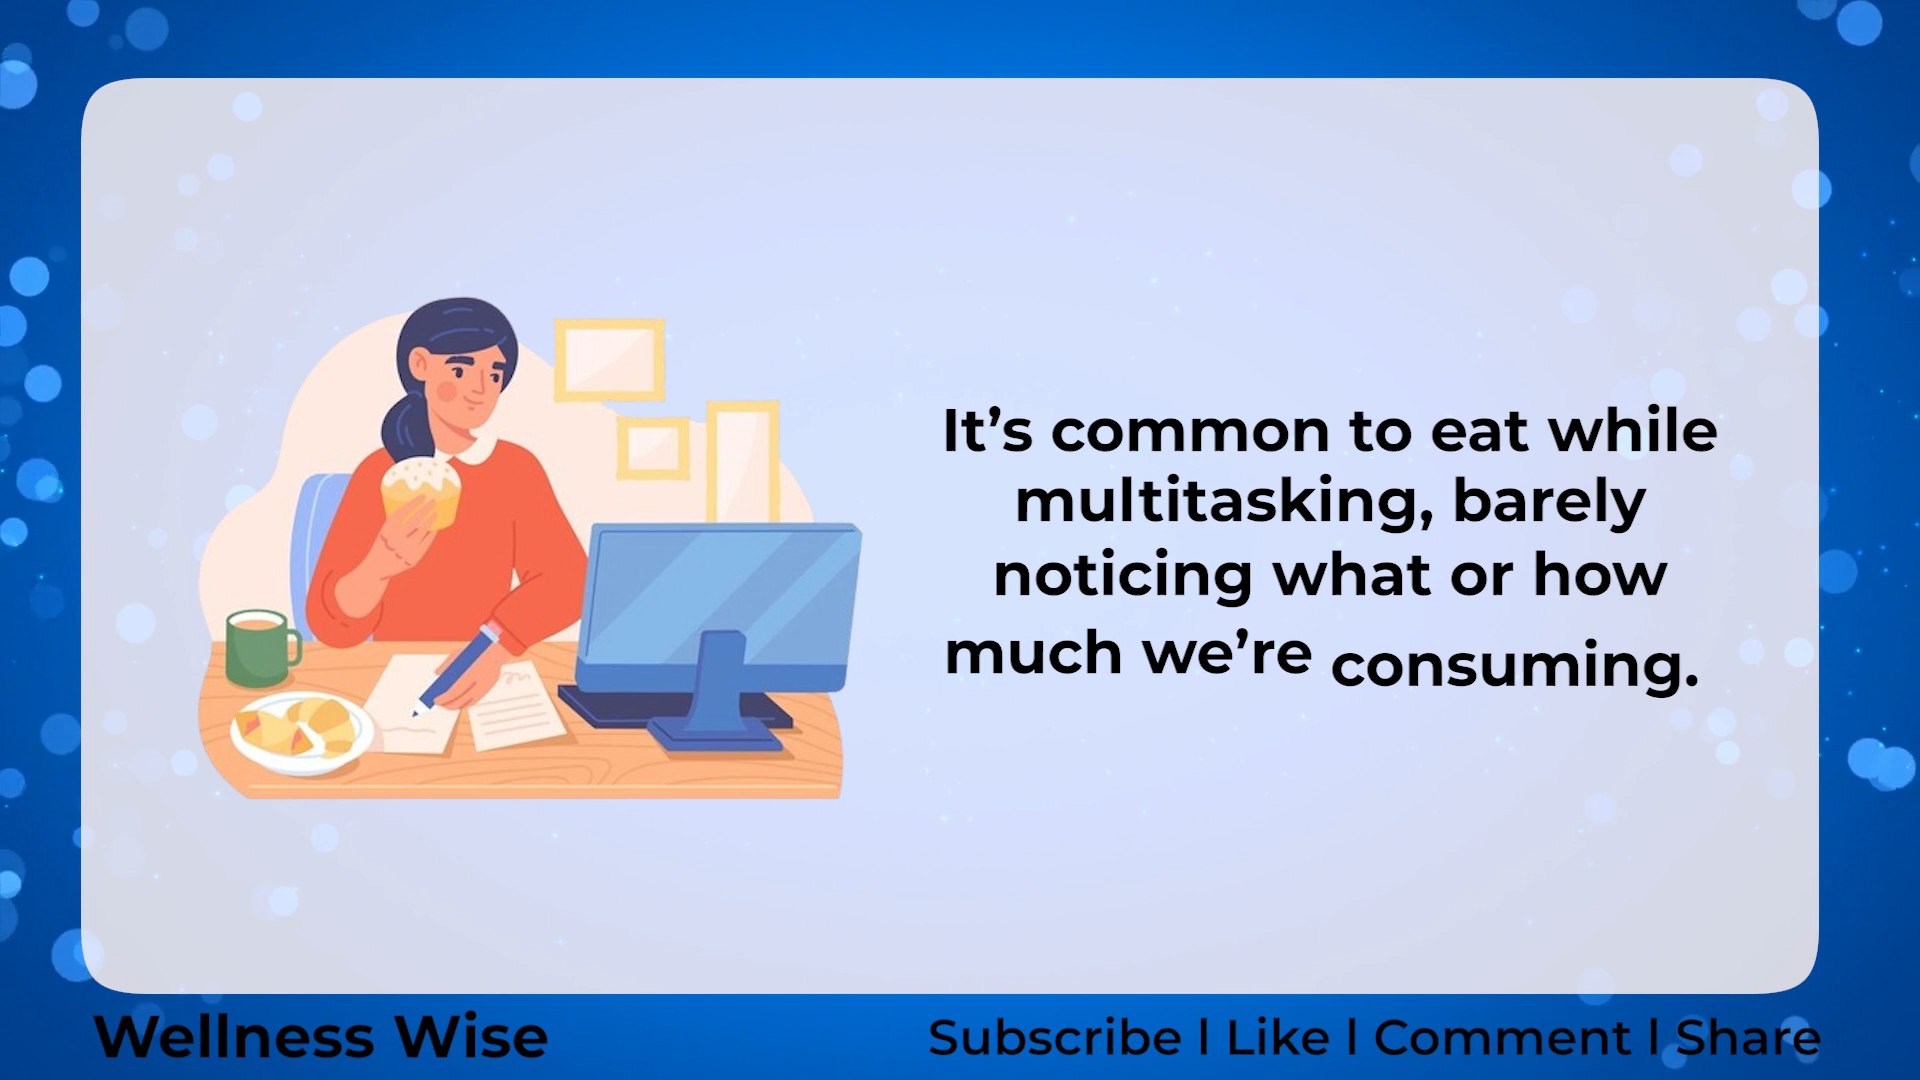 It’s common to eat while
multitasking, barely
noticing what or how
much we’re consuming.
Wellness Wise
Subscribe l Like l Comment l Share